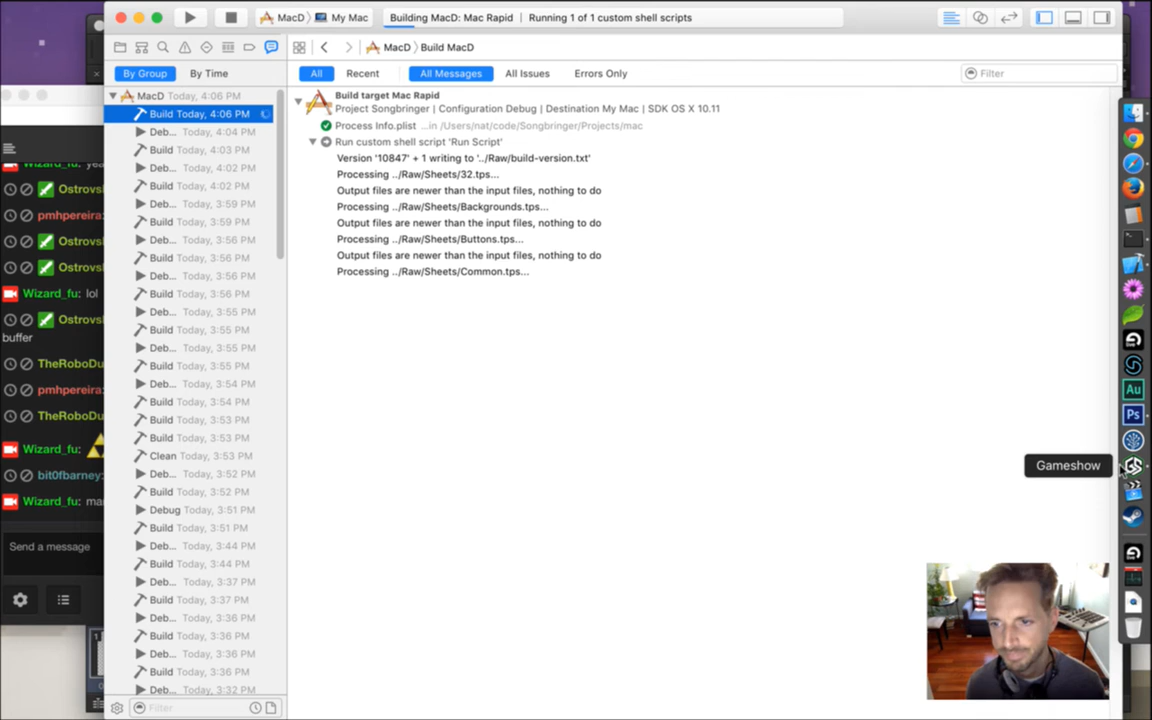 MacD
My Mac
Building MacD: Mac Rapid
Running 1 of 1 custom shell scripts
MacD
Build MacD
By Group
By Time
All
Recent
All Messages
All Issues
Errors Only
Filter
MacD Today, 4:06 PM
Build Today, 4:06 PM
Deb... Today, 4:04 PM
Build Today, 4:03 PM
Deb... Today, 4:02 PM
Build Today, 4:02 PM
Deb... Today, 3:59 PM
Build Today, 3:59 PM
Deb... Today, 3:56 PM
Build Today, 3:56 PM
Deb... Today, 3:56 PM
Build Today, 3:56 PM
Deb... Today, 3:55 PM
Build Today, 3:55 PM
Deb... Today, 3:55 PM
Build Today, 3:55 PM
Deb... Today, 3:54 PM
Build Today, 3:54 PM
Deb... Today, 3:53 PM
Build Today, 3:53 PM
Clean Today, 3:53 PM
Deb... Today, 3:52 PM
Build Today, 3:52 PM
Debug Today, 3:51 PM
Build Today, 3:51 PM
Deb... Today, 3:44 PM
Build Today, 3:44 PM
Deb... Today, 3:37 PM
Build Today, 3:37 PM
Deb... Today, 3:36 PM
Build Today, 3:36 PM
Deb... Today, 3:36 PM
Build Today, 3:36 PM
Deb... Today, 3:32 PM
Filter
Build target Mac Rapid
Project Songbringer | Configuration Debug | Destination My Mac | SDK OS X 10.11
Process Info.plist ...in /Users/nat/code/Songbringer/Projects/mac
Run custom shell script 'Run Script'
Version '10847' + 1 writing to '../Raw/build-version.txt'
Processing ../Raw/Sheets/32.tps...
Output files are newer than the input files, nothing to do
Processing ../Raw/Sheets/Backgrounds.tps...
Output files are newer than the input files, nothing to do
Processing ../Raw/Sheets/Buttons.tps...
Output files are newer than the input files, nothing to do
Processing ../Raw/Sheets/Common.tps...
Wizard_fu:
Ostrovs
pmhpereira:
Ostrovs
Ostrovs
Wizard_fu: lol
Ostrovs
buffer
TheRoboDu
pmhpereira:
TheRoboDu
Wizard_fu:
bit0fbarney:
Wizard_fu: ma
Send a message
Gameshow
Au
Ps